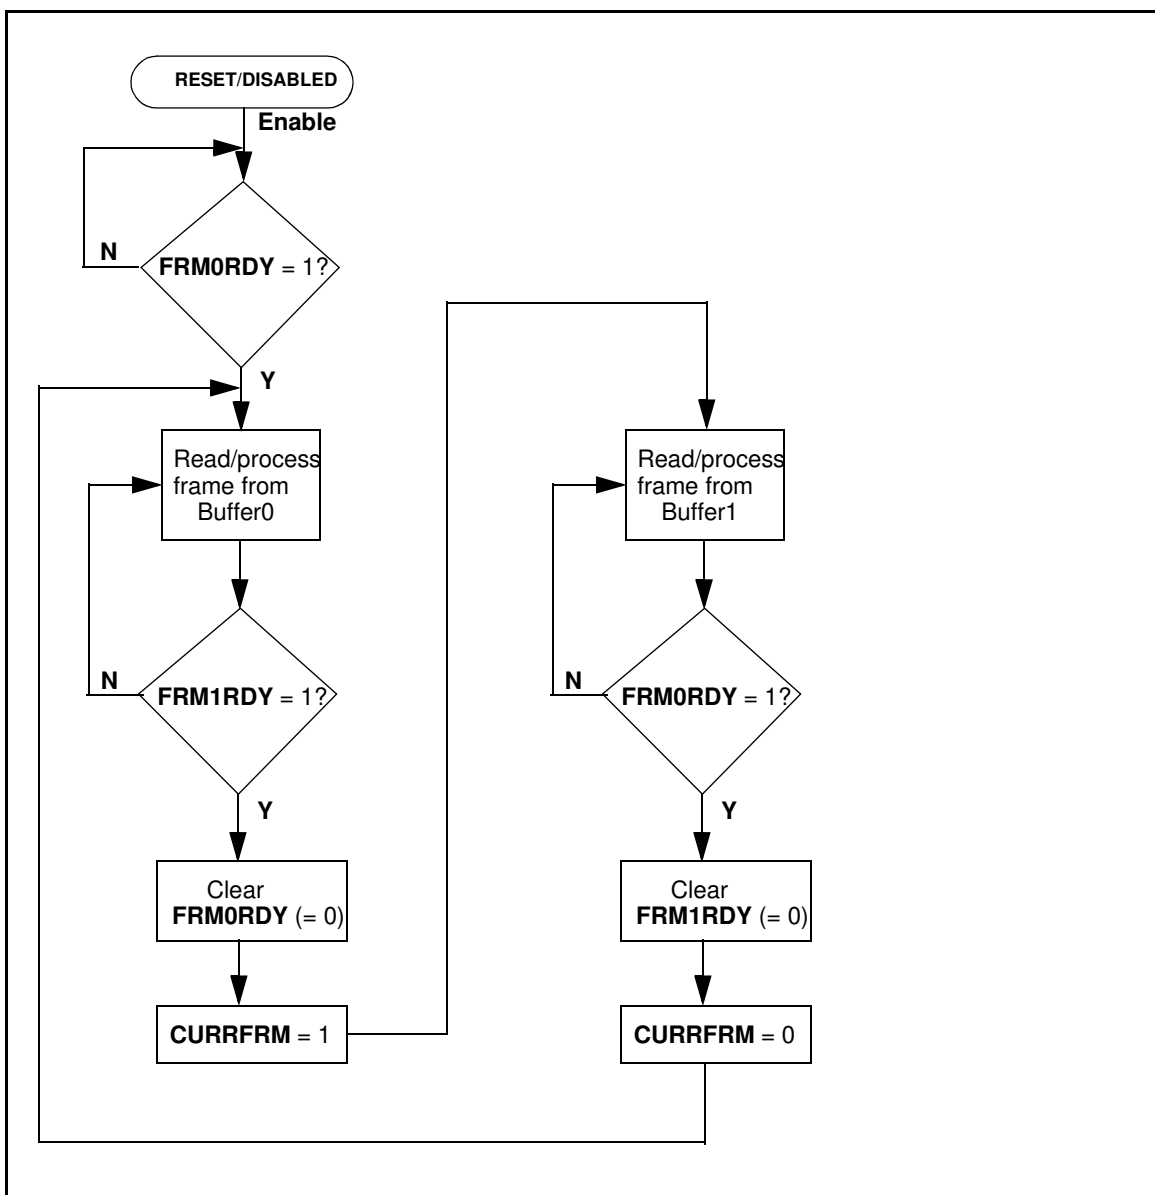 RESET/DISABLED
Enable
N
FRM0RDY = 1?
Y
Read/process
frame from
Buffer0
N
FRM1RDY = 1?
Y
Clear
FRM0RDY (= 0)
CURRFRM = 1
Read/process
frame from
Buffer1
N
FRM0RDY = 1?
Y
Clear
FRM1RDY (= 0)
CURRFRM = 0